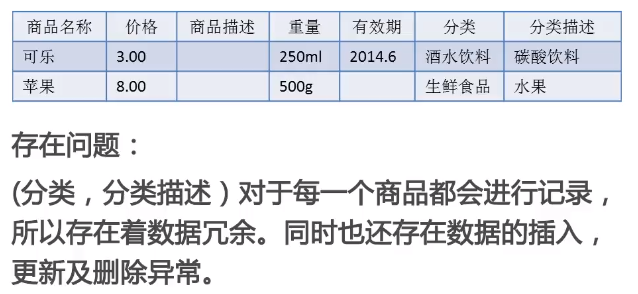 商品名称 价格 商品描述 重量 有效期 分类 分类描述
可乐 3.00 250ml 2014.6 酒水饮料 碳酸饮料
苹果 8.00 500g 生鲜食品 水果
存在问题：
(分类，分类描述）对于每一个商品都会进行记录，
所以存在着数据冗余。同时也还存在数据的插入，
更新及删除异常。